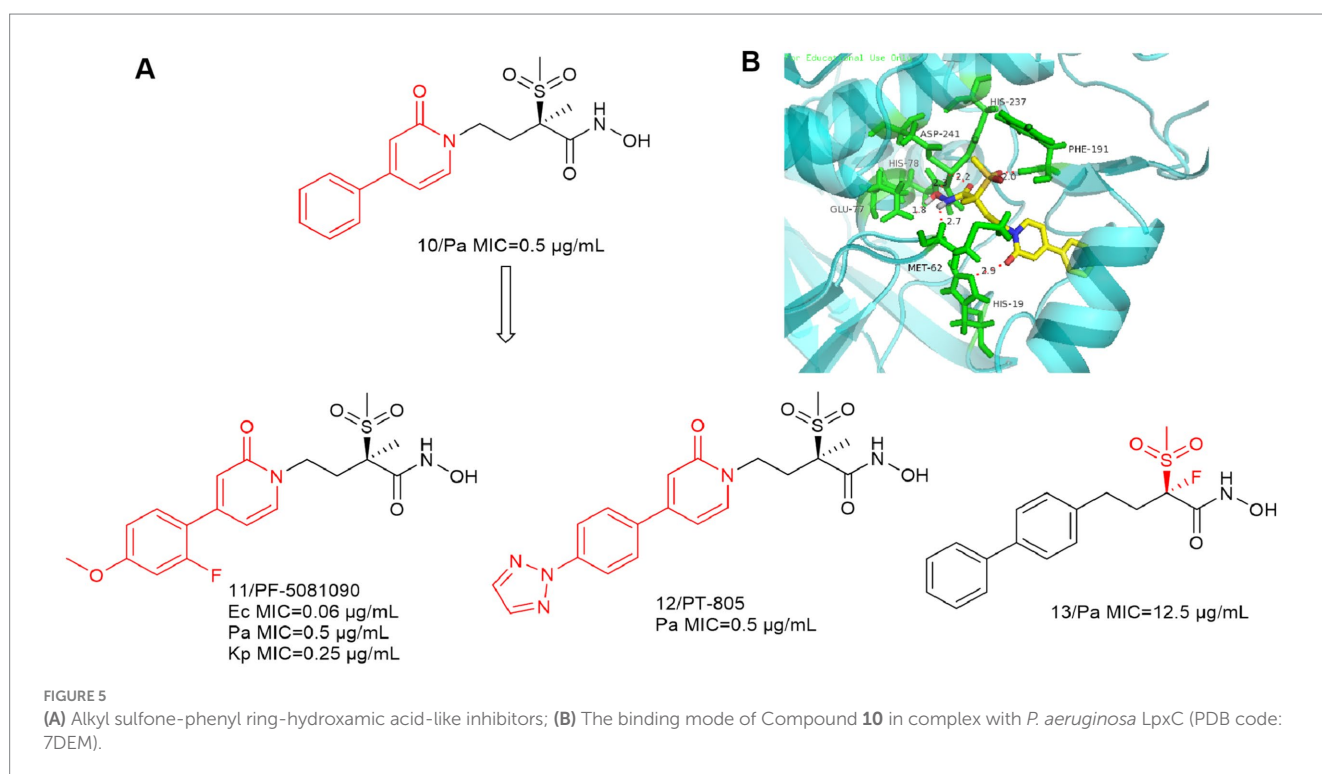 A
O
N
O
O
S
H
N
OH
O
10/Pa MIC=0.5 µg/mL
B
For Educational Use Only
HIS-237
ASP-241
PHE-191
HIS-78
2.2
2.0
GLU-77
1.8
2.7
MET-62
2.9
HIS-19
O
N
O
O
S
H
N
OH
O
O
F
11/PF-5081090
Ec MIC=0.06 µg/mL
Pa MIC=0.5 µg/mL
Kp MIC=0.25 µg/mL
O
N
O
O
S
H
N
OH
O
N
N
N
12/PT-805
Pa MIC=0.5 µg/mL
O
O
S
F
H
N
OH
O
13/Pa MIC=12.5 µg/mL
FIGURE 5
(A) Alkyl sulfone-phenyl ring-hydroxamic acid-like inhibitors; (B) The binding mode of Compound 10 in complex with P. aeruginosa LpxC (PDB code:
7DEM).